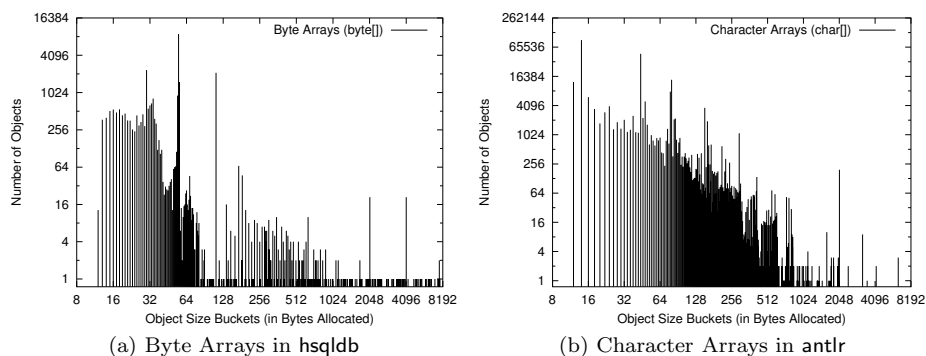 16384
4096
1024
256
64
16
4
1
Number of Objects
Byte Arrays (byte[])
8 16 32 64 128 256 512 1024 2048 4096 8192
Object Size Buckets (in Bytes Allocated)
(a) Byte Arrays in hsqldb
262144
65536
16384
4096
1024
256
64
16
4
1
Number of Objects
Character Arrays (char[])
8 16 32 64 128 256 512 1024 2048 4096 8192
Object Size Buckets (in Bytes Allocated)
(b) Character Arrays in antlr